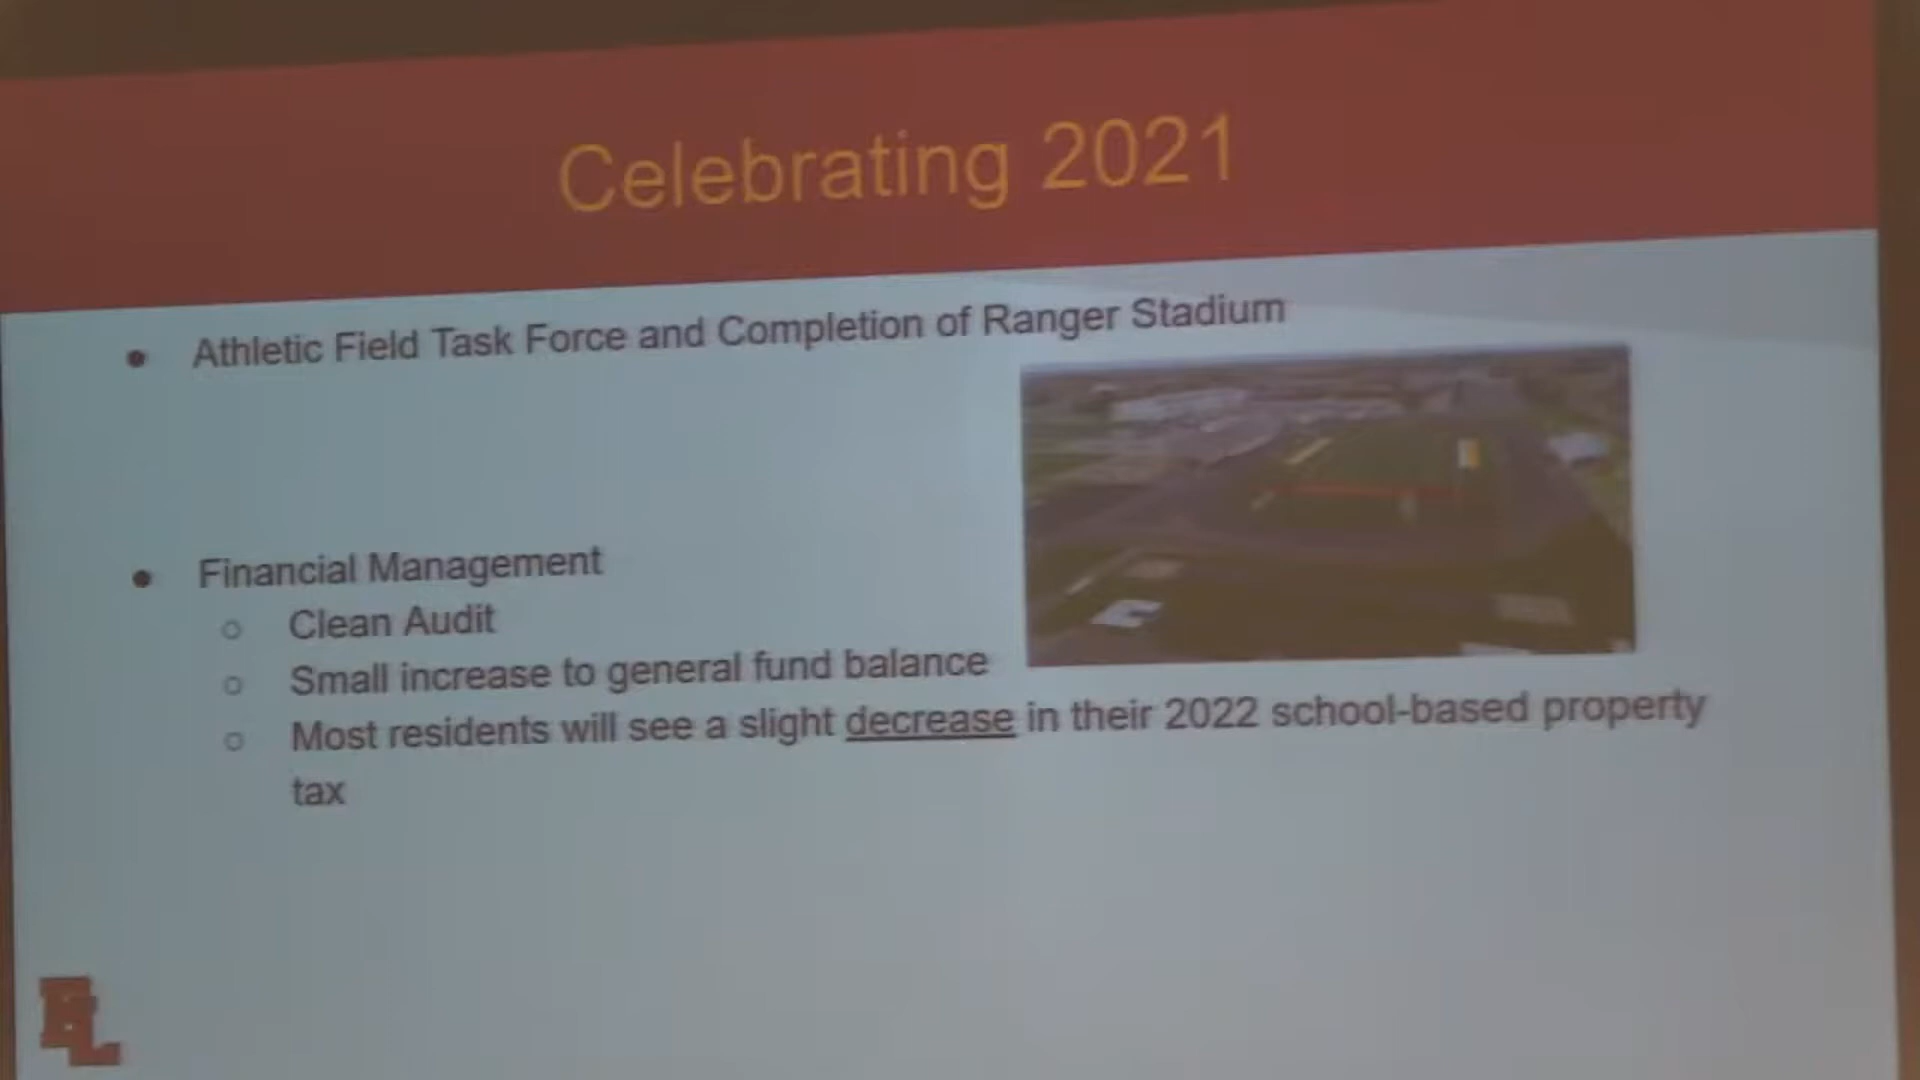 Celebrating 2021
Athletic Field Task Force and Completion of Ranger Stadium
Financial Management
Clean Audit
Small increase to general fund balance
Most residents will see a slight decrease in their 2022 school-based property
tax